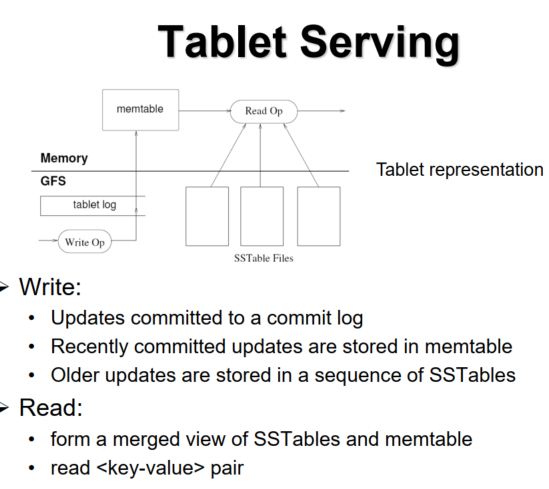 Tablet Serving
memtable
Read Op
Memory
GFS
Tablet representation
tablet log
Write Op
SSTable Files
Write:
• Updates committed to a commit log
• Recently committed updates are stored in memtable
• Older updates are stored in a sequence of SSTables
Read:
• form a merged view of SSTables and memtable
• read <key-value> pair